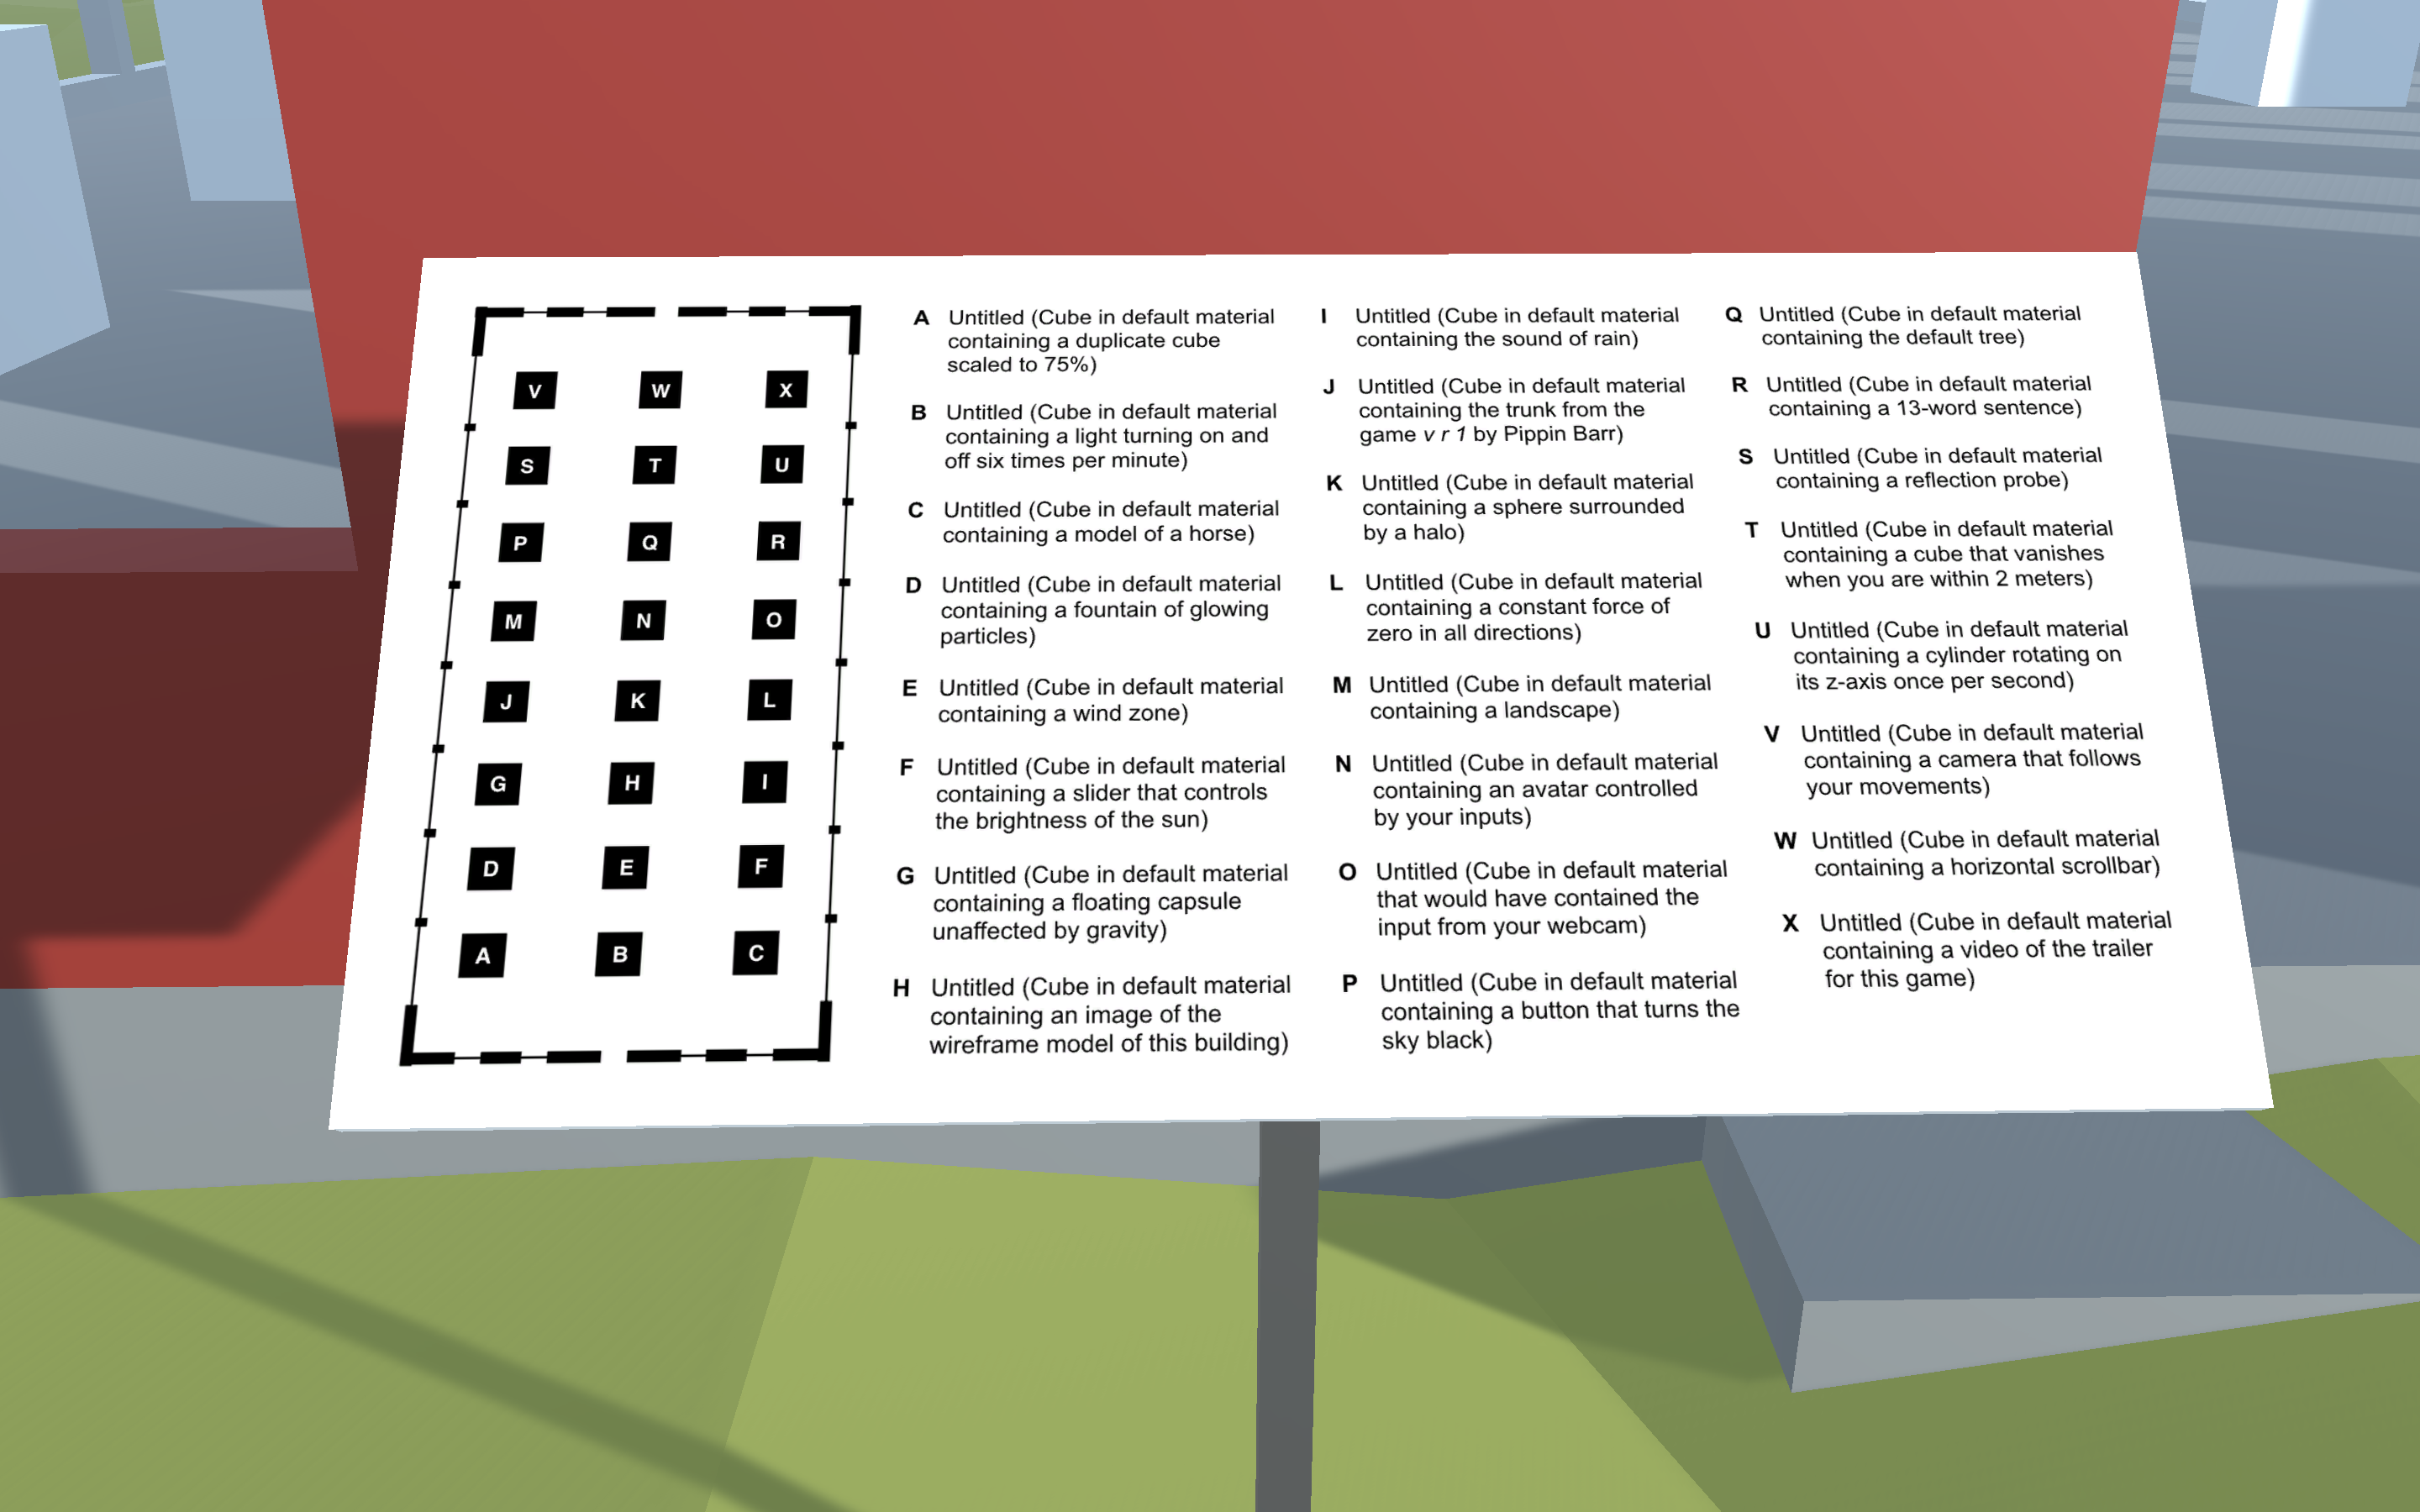 V W X
S T U
P Q R
M N O
J K L
G H I
D E F
A B C
A Untitled (Cube in default material
containing a duplicate cube
scaled to 75%)
B Untitled (Cube in default material
containing a light turning on and
off six times per minute)
C Untitled (Cube in default material
containing a model of a horse)
D Untitled (Cube in default material
containing a fountain of glowing
particles)
E Untitled (Cube in default material
containing a wind zone)
F Untitled (Cube in default material
containing a slider that controls
the brightness of the sun)
G Untitled (Cube in default material
containing a floating capsule
unaffected by gravity)
H Untitled (Cube in default material
containing an image of the
wireframe model of this building)
I Untitled (Cube in default material
containing the sound of rain)
J Untitled (Cube in default material
containing the trunk from the
game v r 1 by Pippin Barr)
K Untitled (Cube in default material
containing a sphere surrounded
by a halo)
L Untitled (Cube in default material
containing a constant force of
zero in all directions)
M Untitled (Cube in default material
containing a landscape)
N Untitled (Cube in default material
containing an avatar controlled
by your inputs)
O Untitled (Cube in default material
that would have contained the
input from your webcam)
P Untitled (Cube in default material
containing a button that turns the
sky black)
Q Untitled (Cube in default material
containing the default tree)
R Untitled (Cube in default material
containing a 13-word sentence)
S Untitled (Cube in default material
containing a reflection probe)
T Untitled (Cube in default material
containing a cube that vanishes
when you are within 2 meters)
U Untitled (Cube in default material
containing a cylinder rotating on
its z-axis once per second)
V Untitled (Cube in default material
containing a camera that follows
your movements)
W Untitled (Cube in default material
containing a horizontal scrollbar)
X Untitled (Cube in default material
containing a video of the trailer
for this game)